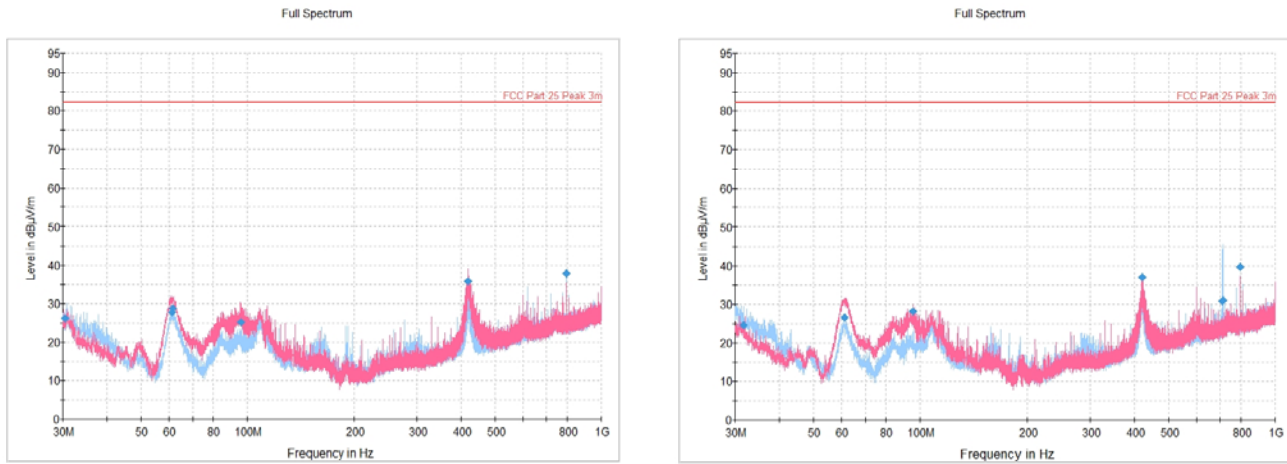 Full Spectrum
95
90
80
70
60
50
40
30
20
10
0
Level in dBµV/m
FCC Part 25 Peak 3m
30M 50 60 80 100M 200 300 400 500 800 1G
Frequency in Hz
Full Spectrum
95
90
80
70
60
50
40
30
20
10
0
Level in dBµV/m
FCC Part 25 Peak 3m
30M 50 60 80 100M 200 300 400 500 800 1G
Frequency in Hz